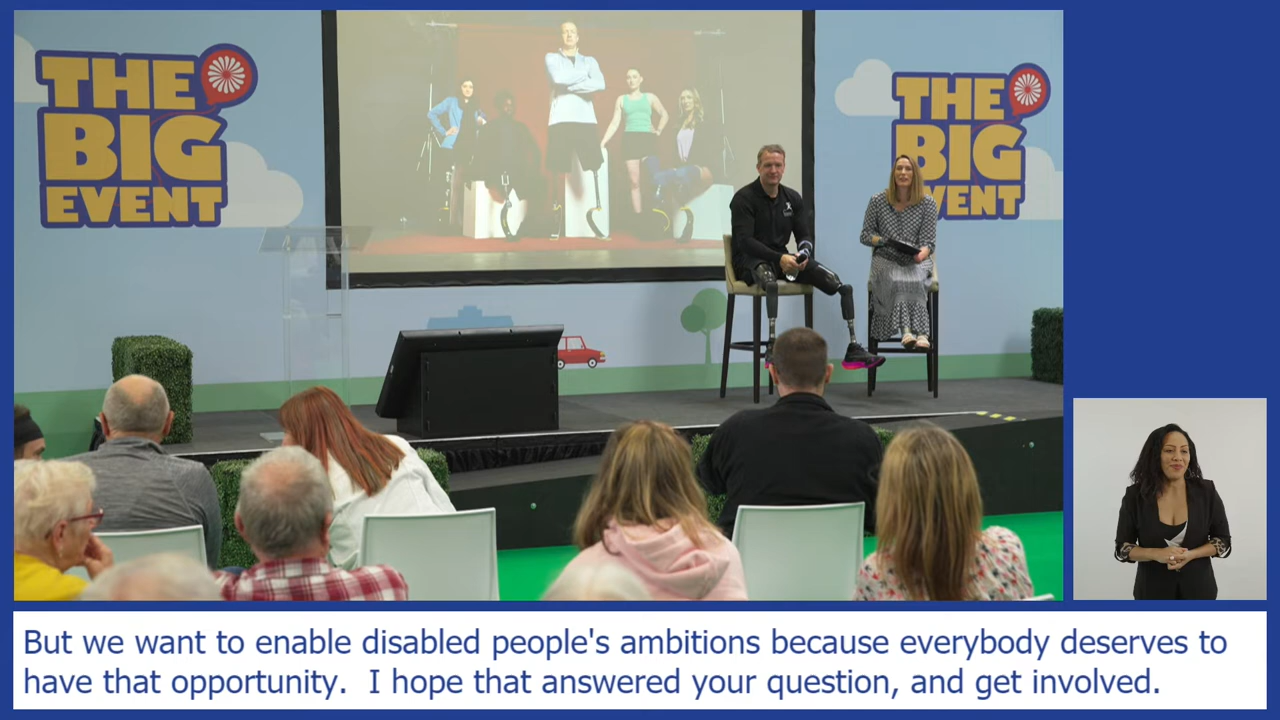 THE
BIG
EVENT
THE
BIG
EVENT
But we want to enable disabled people's ambitions because everybody deserves to
have that opportunity.  I hope that answered your question, and get involved.